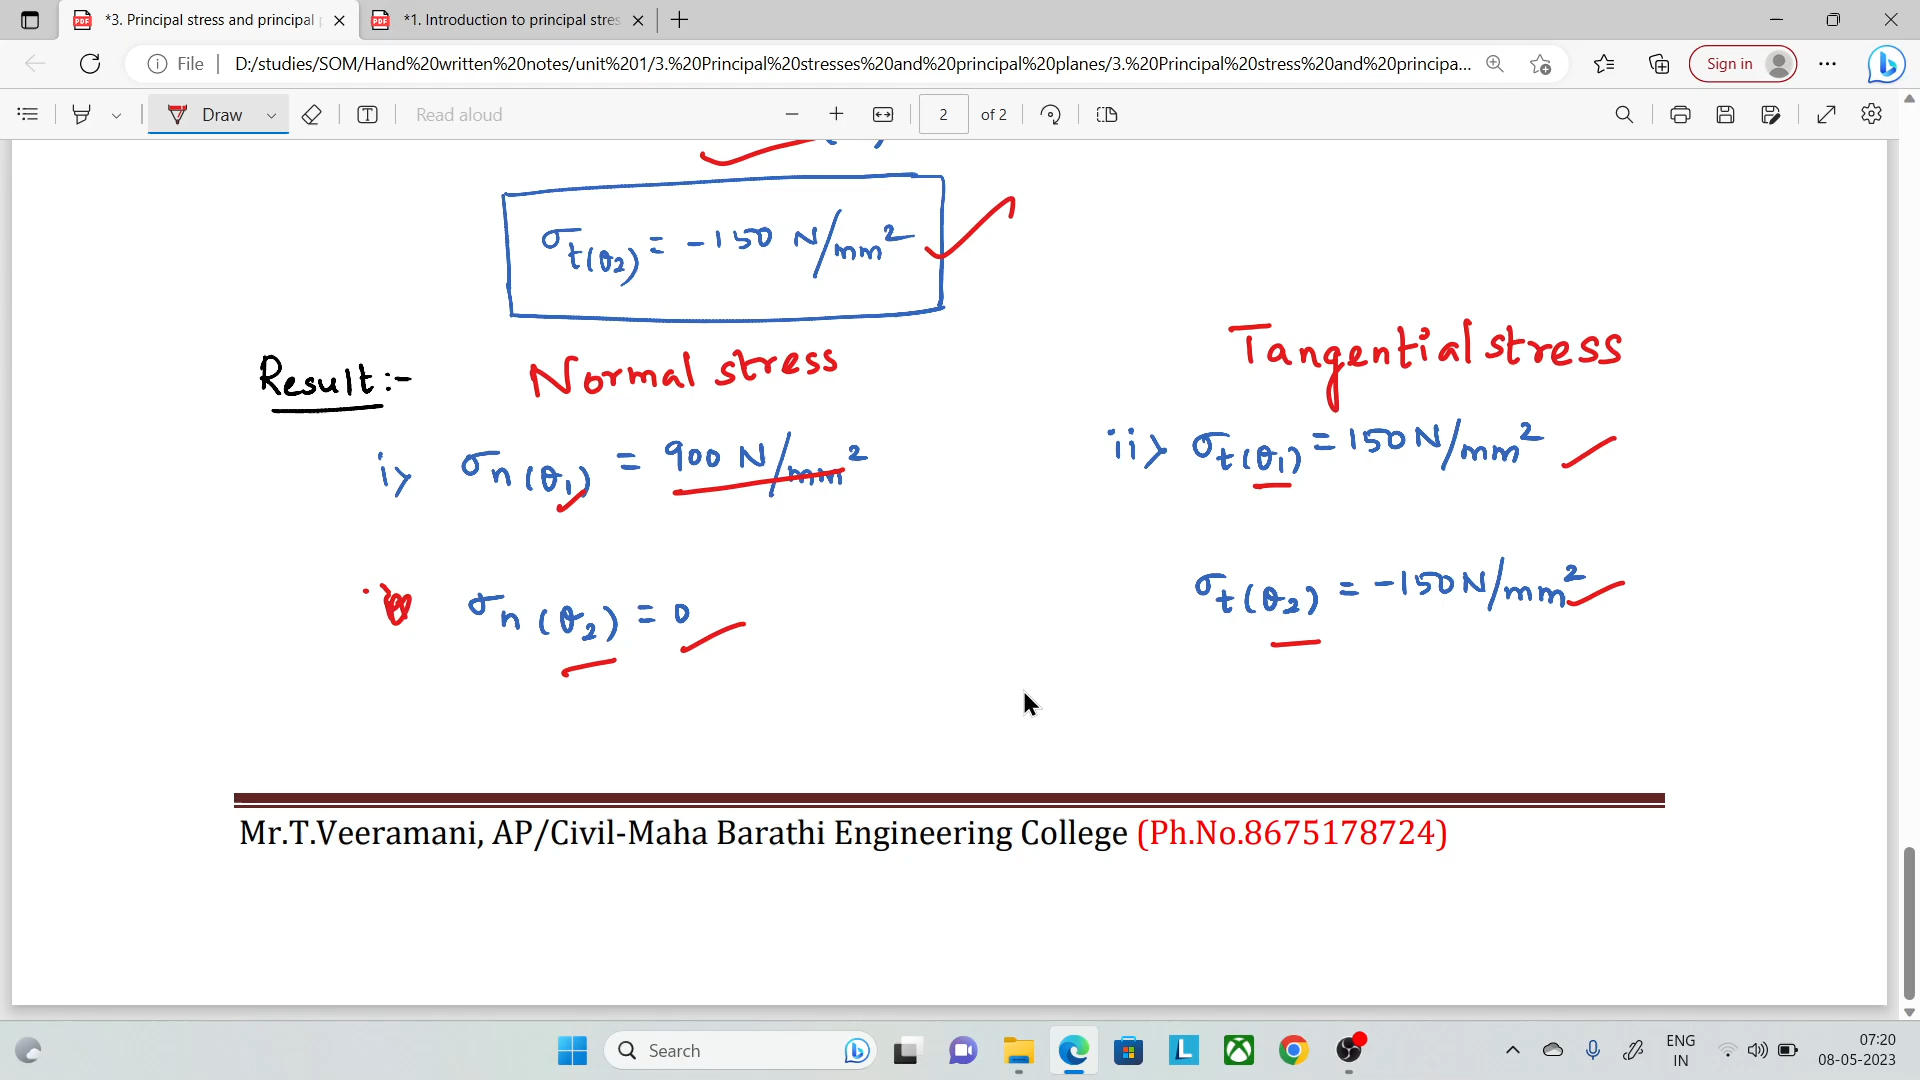 *3. Principal stress and principal p
*1. Introduction to principal stres
Sign in
File
D:/studies/SOM/Hand%20written%20notes/unit%201/3.%20Principal%20stresses%20and%20principal%20planes/3.%20Principal%20stress%20and%20principa...
Draw
Read aloud
2
of 2
σt(θ2) = -150 N/mm²
Result:-
Normal stress
Tangential stress
i> σn(θ1) = 900 N/mm²
ii> σt(θ1) = 150 N/mm²
σn(θ2) = 0
σt(θ2) = -150 N/mm²
Mr.T.Veeramani, AP/Civil-Maha Barathi Engineering College (Ph.No.8675178724)
Search
ENG
IN
07:20
08-05-2023